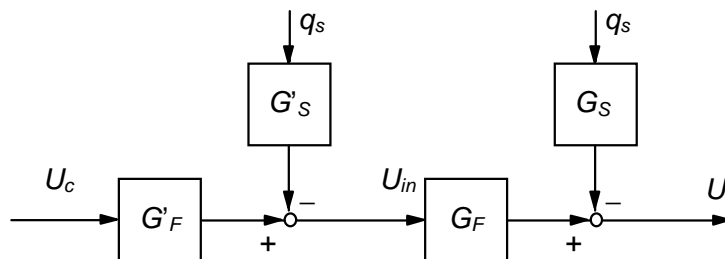 qs qs
G'S GS
Uc Uin U
– –
G'F GF
+ +